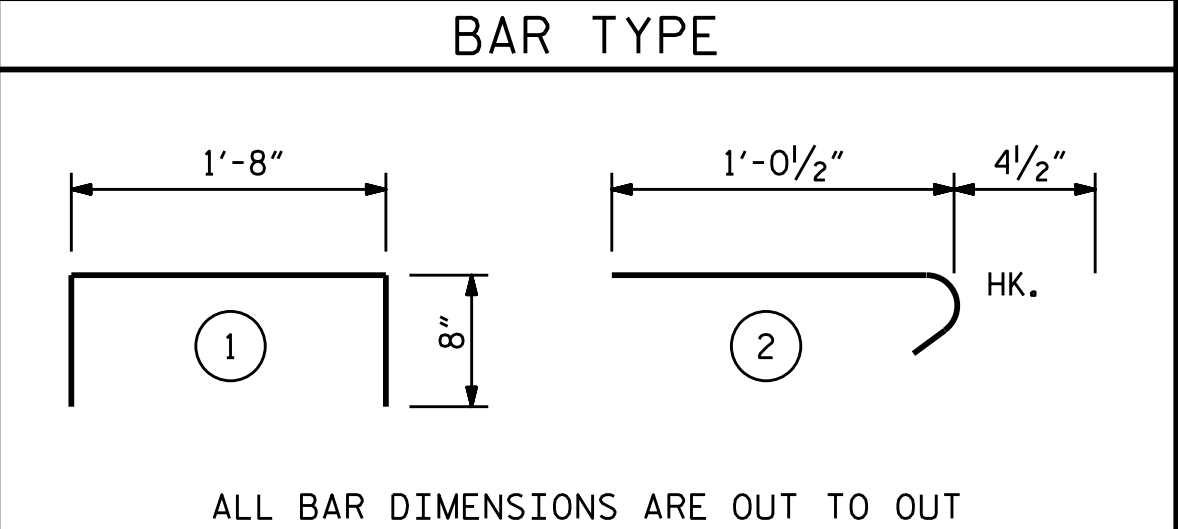 BAR TYPE
1'-8" 1'-0½" 4½"
HK.
1 8" 2
ALL BAR DIMENSIONS ARE OUT TO OUT